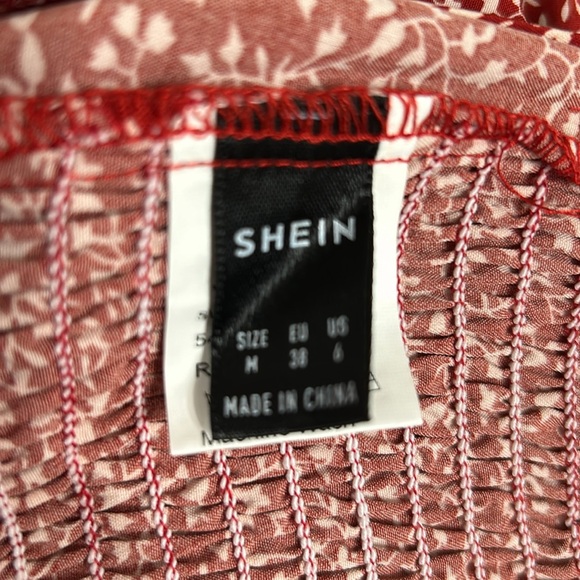 SHEIN
SIZE EU US
M 38 6
MADE IN CHINA